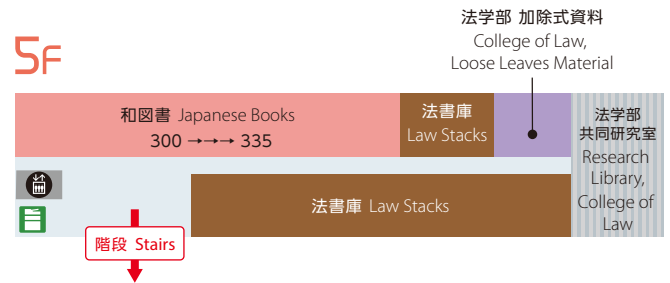 5F
法学部 加除式資料
College of Law,
Loose Leaves Material
和図書 Japanese Books
300 →→→ 335
法書庫
Law Stacks
法学部
共同研究室
Research
Library,
College of
Law
法書庫 Law Stacks
階段 Stairs